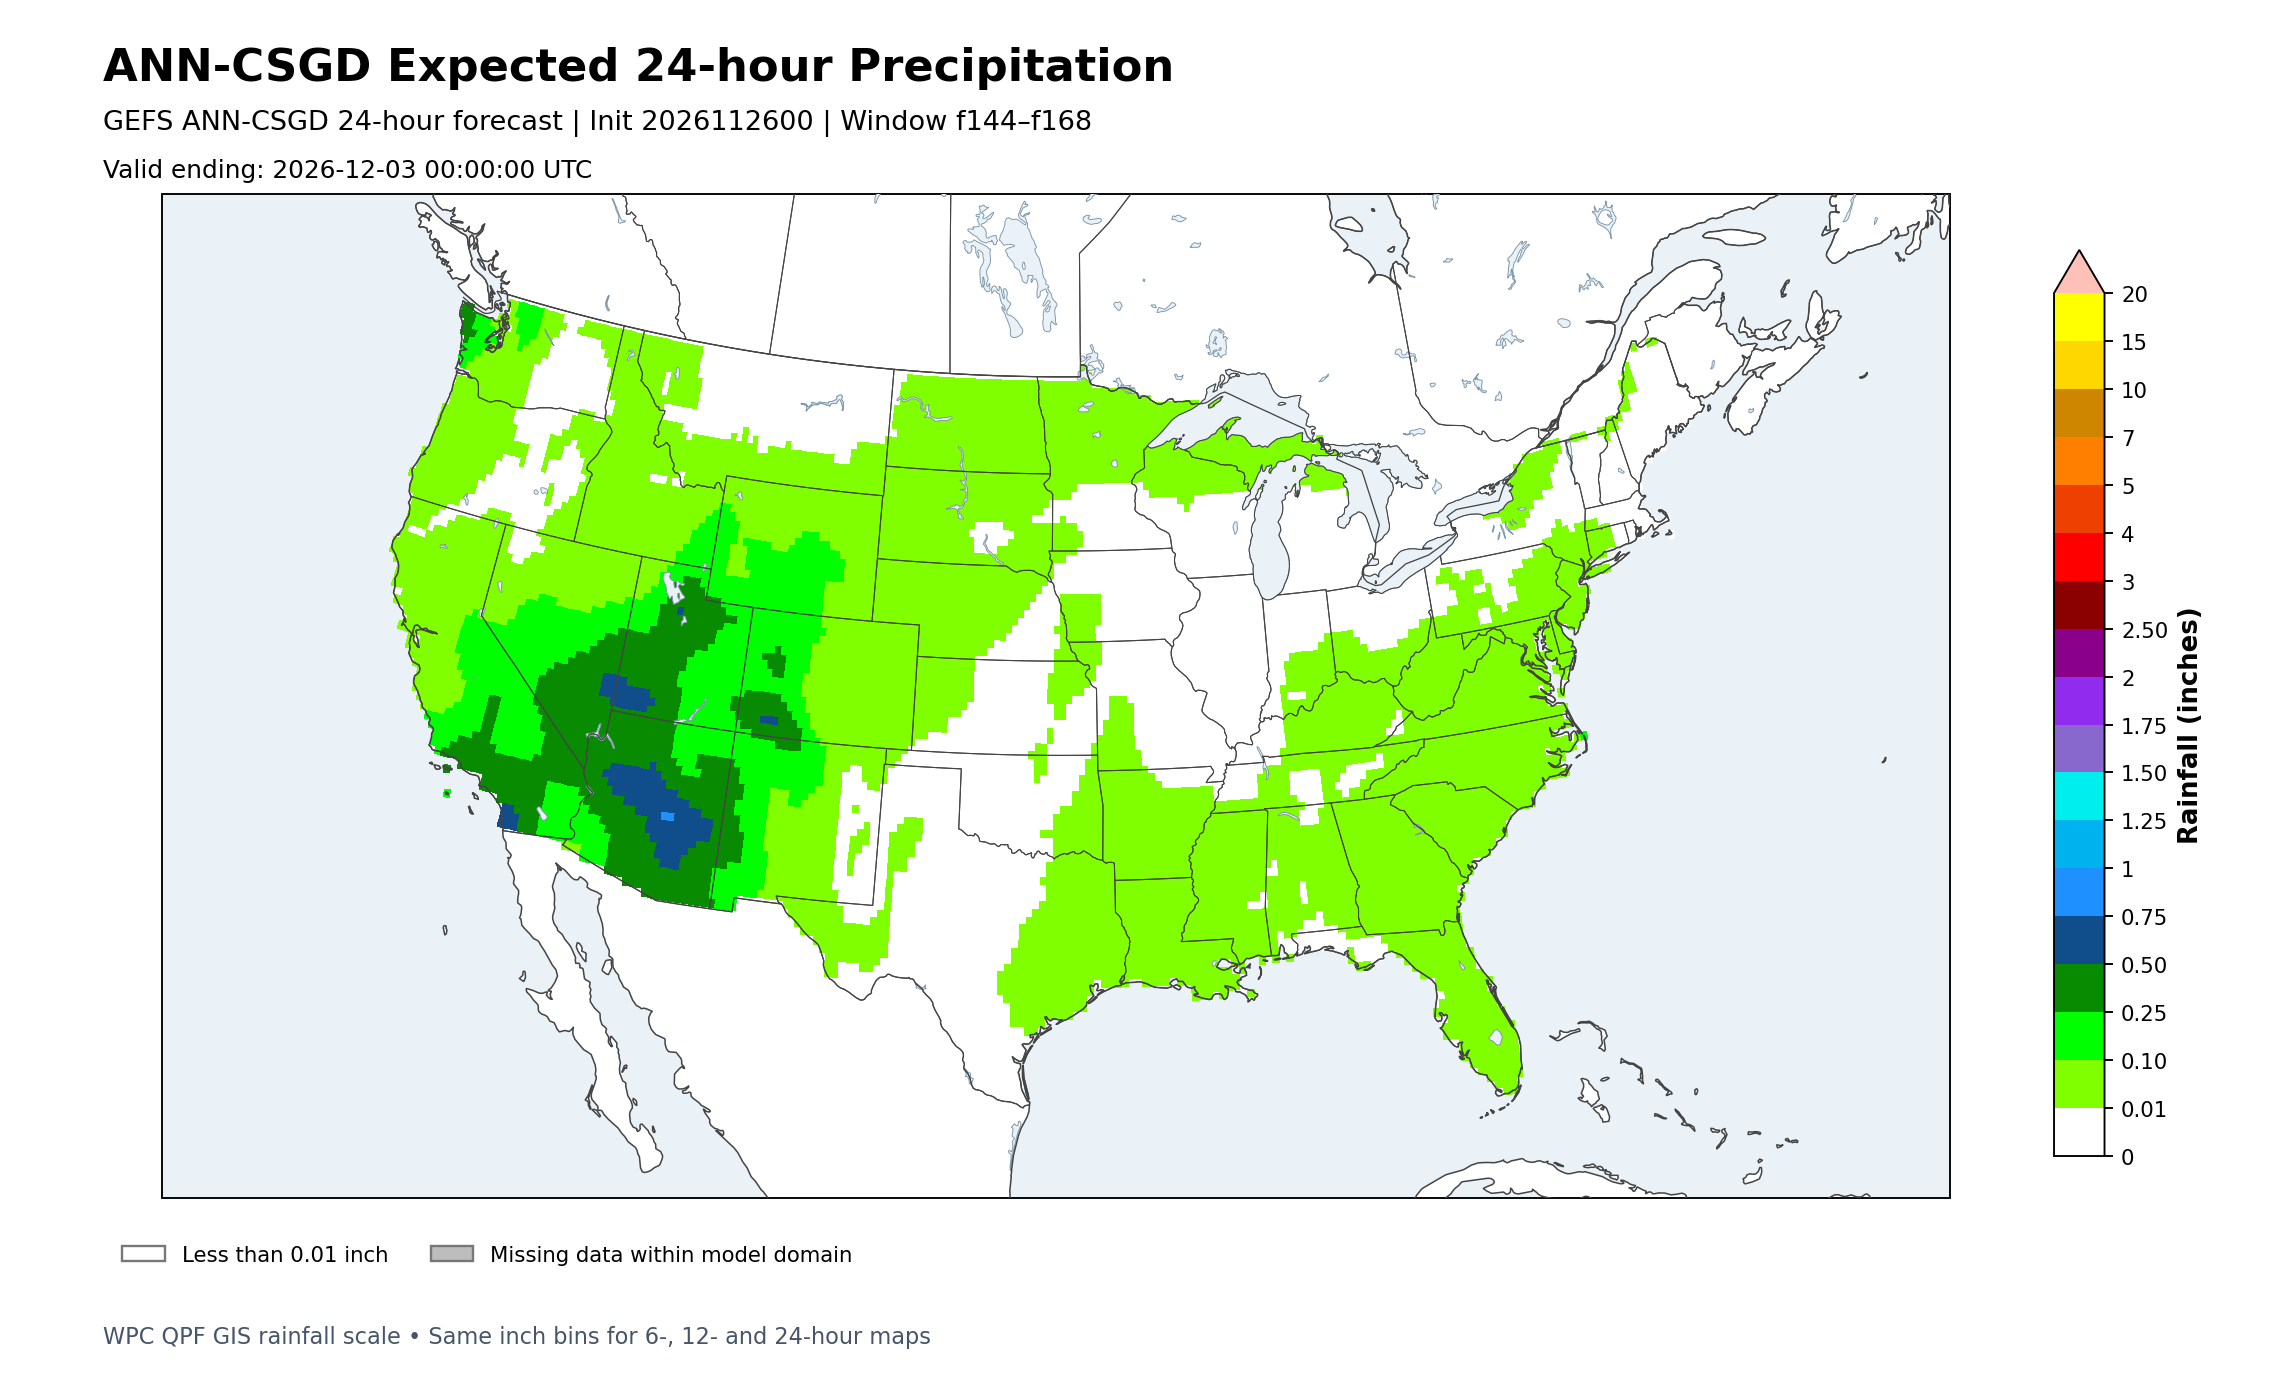 ANN-CSGD Expected 24-hour Precipitation
GEFS ANN-CSGD 24-hour forecast | Init 2026112600 | Window f144–f168
Valid ending: 2026-12-03 00:00:00 UTC
20
15
10
7
5
4
3
2.50
2
1.75
1.50
1.25
1
0.75
0.50
0.25
0.10
0.01
0
Rainfall (inches)
Less than 0.01 inch
Missing data within model domain
WPC QPF GIS rainfall scale • Same inch bins for 6-, 12- and 24-hour maps